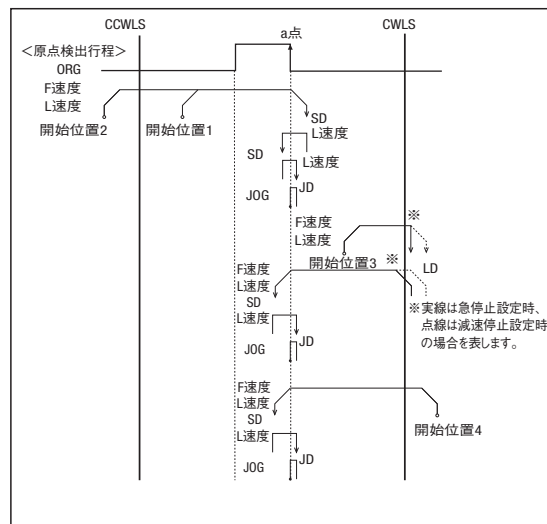 CCWLS
CWLS
a点
<原点検出行程>
ORG
F速度
L速度
SD
開始位置2
開始位置1
L速度
SD
L速度
JOG
JD
F速度
※
L速度
開始位置3
LD
F速度
※
L速度
SD
※実線は急停止設定時、
点線は減速停止設定時
の場合を表します。
L速度
JOG
JD
F速度
L速度
SD
開始位置4
L速度
JOG
JD